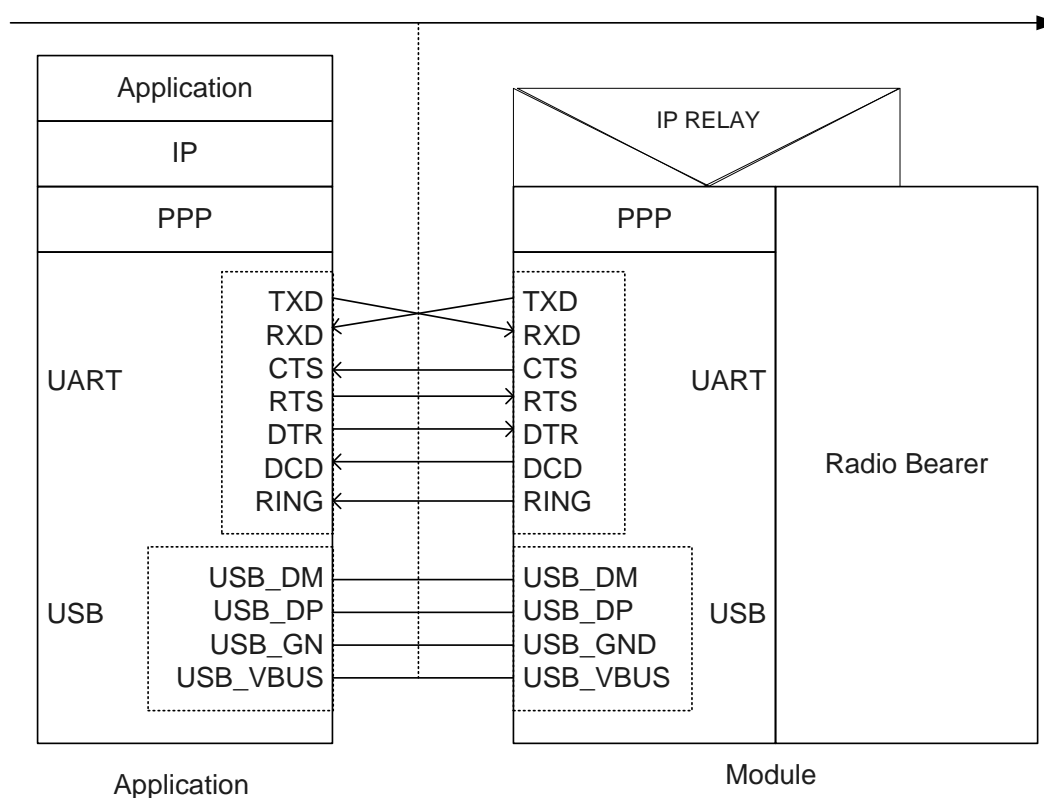 Application
IP
PPP
UART
TXD
RXD
CTS
RTS
DTR
DCD
RING
USB
USB_DM
USB_DP
USB_GN
USB_VBUS
Application
IP RELAY
PPP
TXD
RXD
CTS
RTS
DTR
DCD
RING
UART
USB_DM
USB_DP
USB_GND
USB_VBUS
USB
Radio Bearer
Module